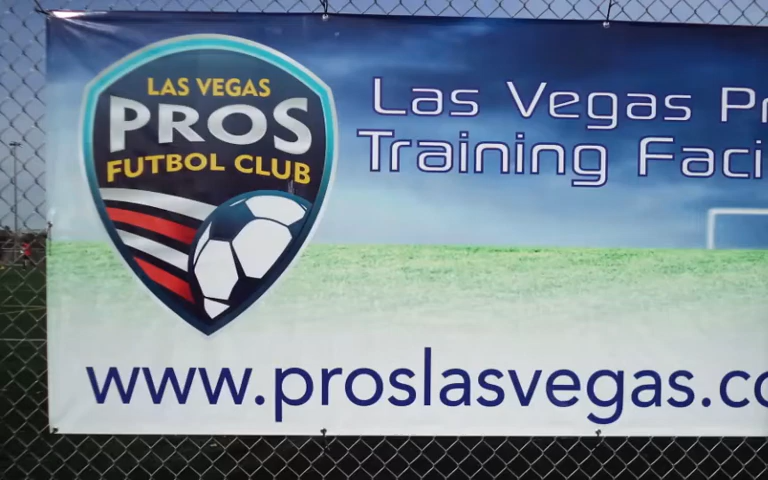 LAS VEGAS
PROS
FUTBOL CLUB
Las Vegas Pr
Training Faci
www.proslasvegas.co